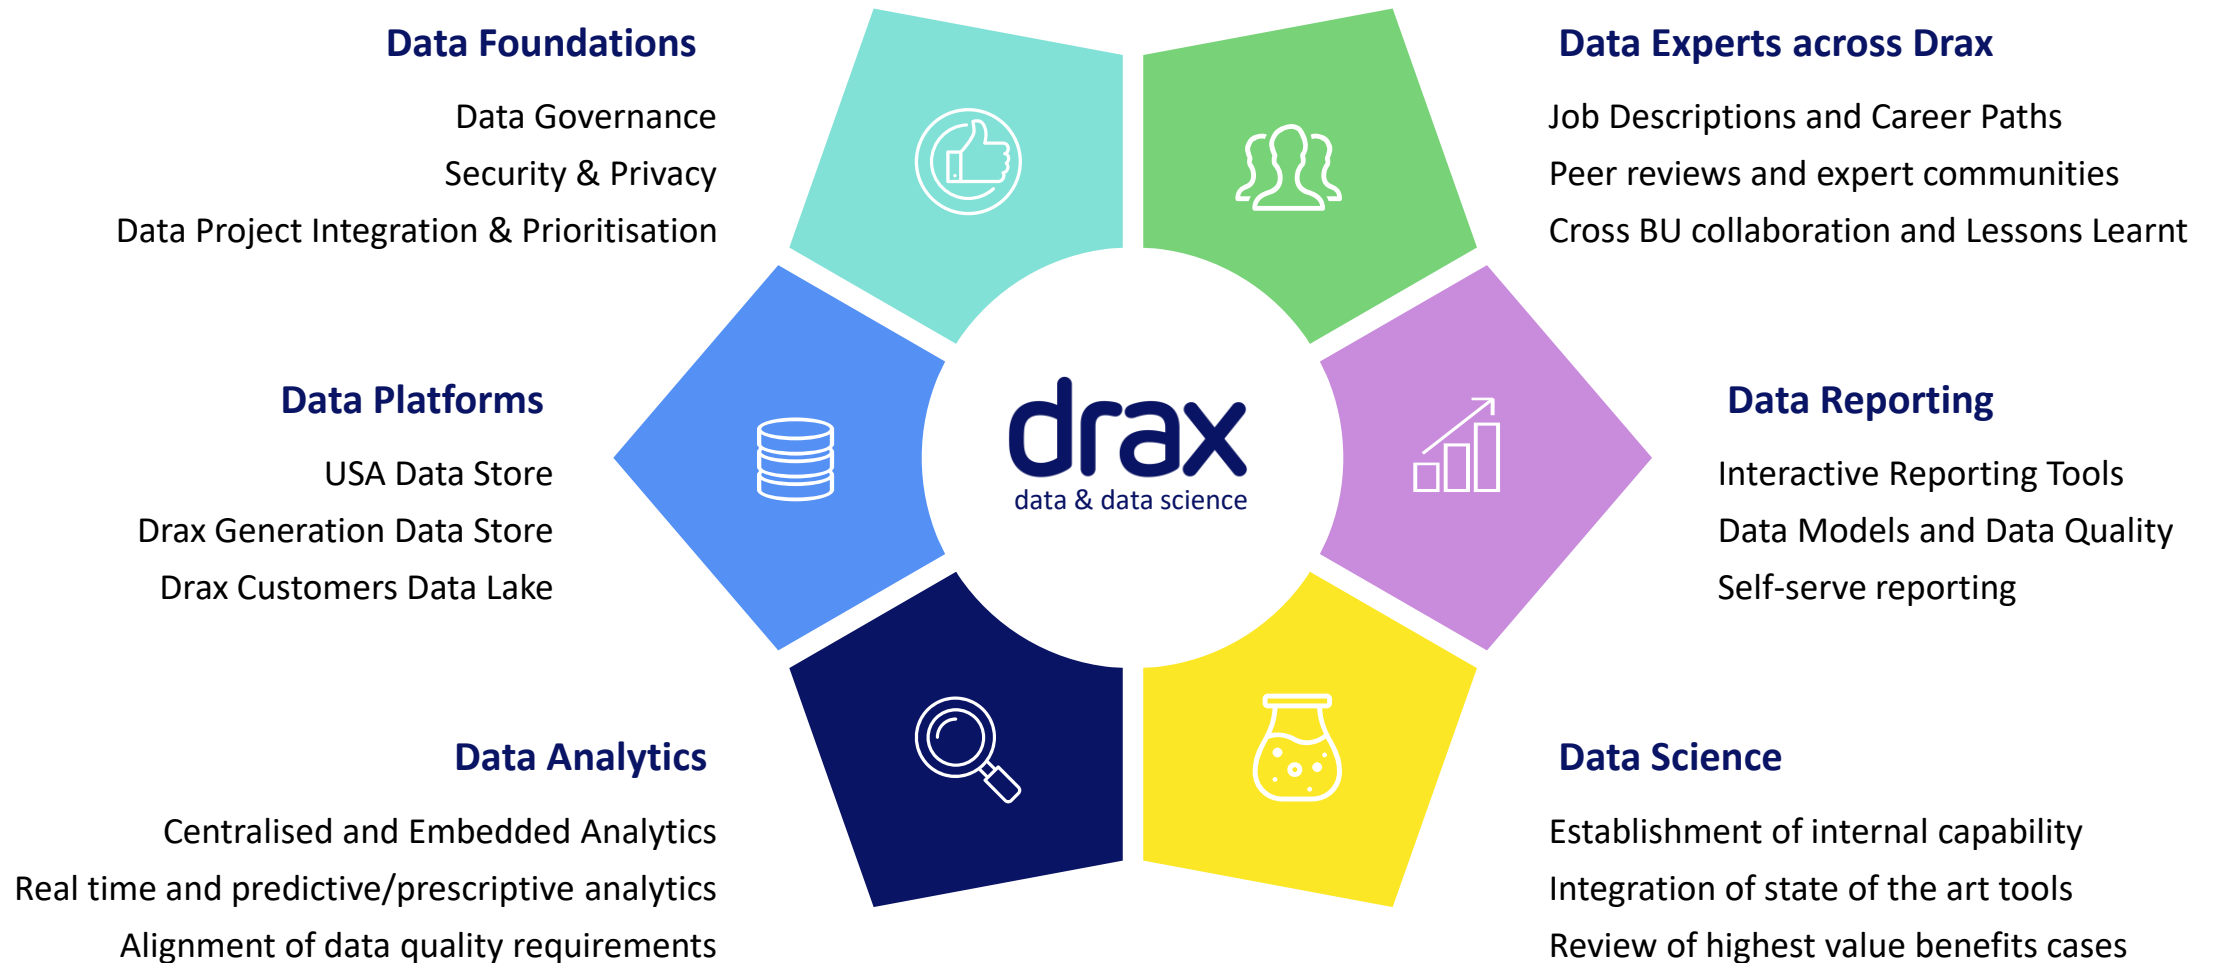 Data Foundations
Data Governance
Security & Privacy
Data Project Integration & Prioritisation
Data Experts across Drax
Job Descriptions and Career Paths
Peer reviews and expert communities
Cross BU collaboration and Lessons Learnt
Data Platforms
USA Data Store
Drax Generation Data Store
Drax Customers Data Lake
drax
data & data science
Data Reporting
Interactive Reporting Tools
Data Models and Data Quality
Self-serve reporting
Data Analytics
Centralised and Embedded Analytics
Real time and predictive/prescriptive analytics
Alignment of data quality requirements
Data Science
Establishment of internal capability
Integration of state of the art tools
Review of highest value benefits cases